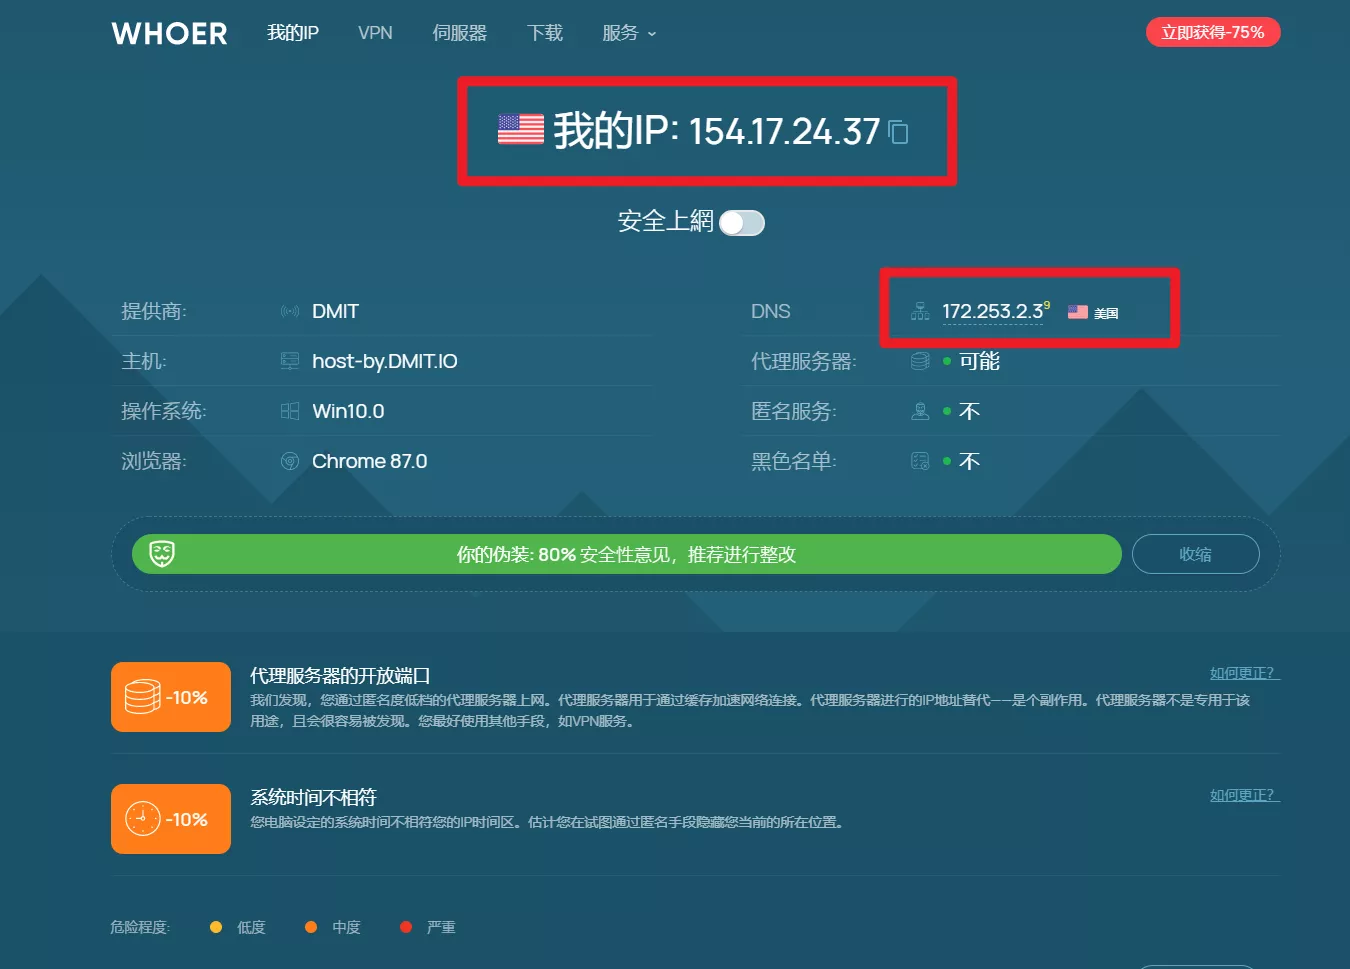 WHOER 我的IP VPN 伺服器 下载 服务 立即获得-75%
我的IP: 154.17.24.37
安全上網
提供商: DMIT
主机: host-by.DMIT.IO
操作系统: Win10.0
浏览器: Chrome 87.0
DNS 172.253.2.3 9 美国
代理服务器: 可能
匿名服务: 不
黑色名单: 不
你的伪装: 80% 安全性意见，推荐进行整改 收缩
-10%
代理服务器的开放端口 如何更正?
我们发现，您通过匿名度低档的代理服务器上网。代理服务器用于通过缓存加速网络连接。代理服务器进行的IP地址替代——是个副作用。代理服务器不是专用于该
用途，且会很容易被发现。您最好使用其他手段，如VPN服务。
-10%
系统时间不相符 如何更正?
您电脑设定的系统时间不相符您的IP时间区。估计您在试图通过匿名手段隐藏您当前的所在位置。
危险程度: 低度 中度 严重